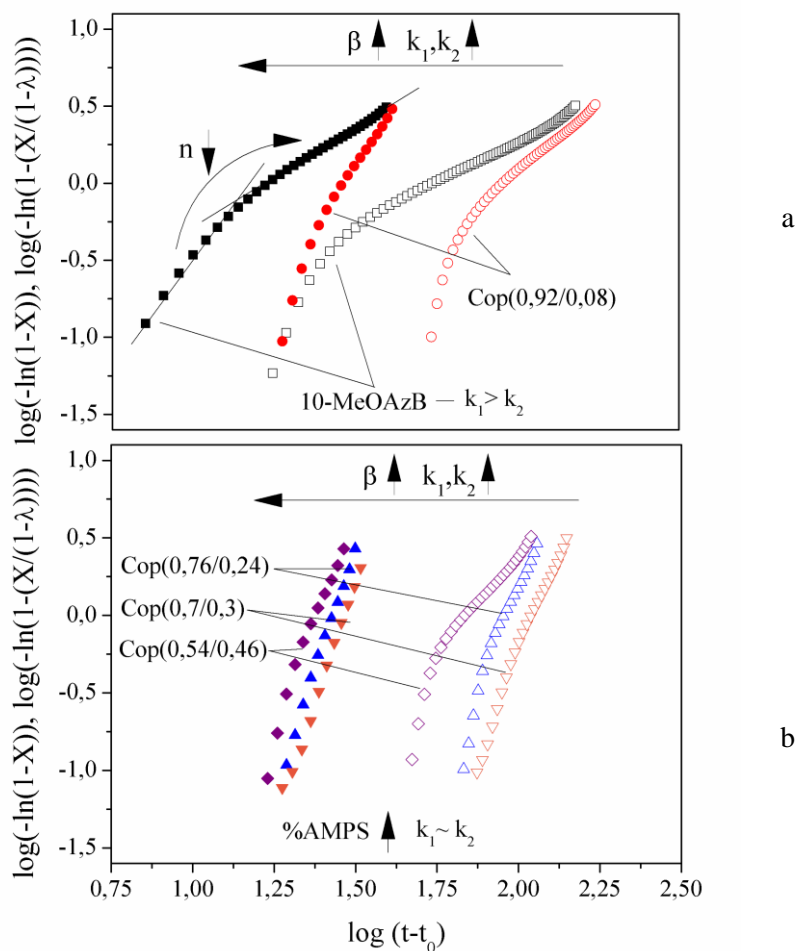 β k₁,k₂
1,0
0,5
n
0,0
-0,5
-1,0
-1,5
Cop(0,92/0,08)
10-MeOAzB — k₁> k₂
log(-ln(1-X)), log(-ln(1-(X/(1-λ))))
a
β k₁,k₂
1,0
0,5
0,0
-0,5
-1,0
-1,5
Cop(0,76/0,24)
Cop(0,7/0,3)
Cop(0,54/0,46)
%AMPS k₁~ k₂
log(-ln(1-X)), log(-ln(1-(X/(1-λ))))
b
0,75 1,00 1,25 1,50 1,75 2,00 2,25 2,50
log (t-t₀)